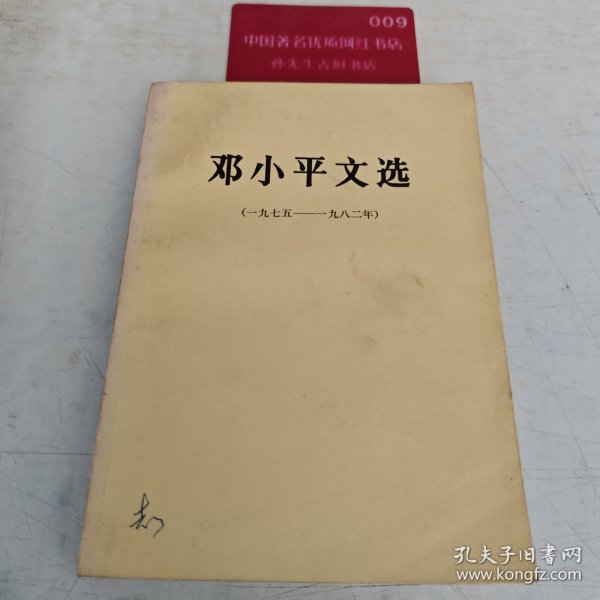 009
中国著名优质网红书店
孙先生古旧书店
邓小平文选
(一九七五——一九八二年)
孔夫子旧书网
www.kongfz.com